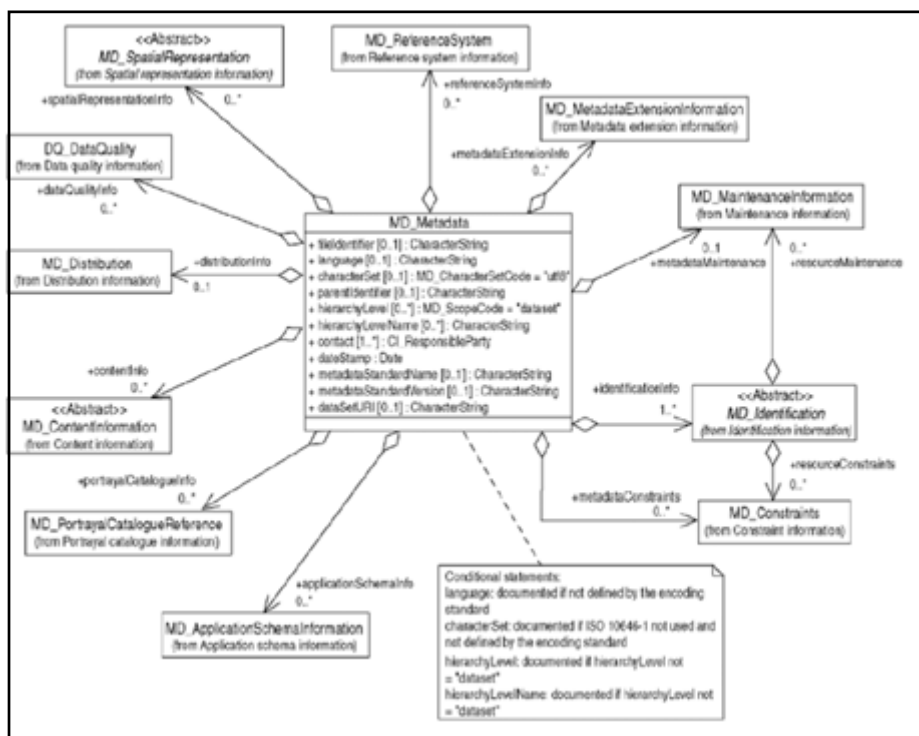 <<Abstract>>
MD_SpatialRepresentation
(from Spatial representation information)
MD_ReferenceSystem
(from Reference system information)
+spatialRepresentationInfo
0..*
+referenceSystemInfo
0..*
MD_MetadataExtensionInformation
(from Metadata extension information)
DQ_DataQuality
(from Data quality information)
+metadataExtensionInfo
0..*
+dataQualityInfo
0..*
MD_MaintenanceInformation
(from Maintenance information)
MD_Metadata
+ fileIdentifier [0..1] : CharacterString
+ language [0..1] : CharacterString
+ characterSet [0..1] : MD_CharacterSetCode = "utf8"
+ parentIdentifier [0..1] : CharacterString
+ hierarchyLevel [0..*] : MD_ScopeCode = "dataset"
+ hierarchyLevelName [0..*] : CharacterString
+ contact [1..*] : CI_ResponsibleParty
+ dateStamp : Date
+ metadataStandardName [0..1] : CharacterString
+ metadataStandardVersion [0..1] : CharacterString
+ dataSetURI [0..1] : CharacterString
MD_Distribution
(from Distribution information)
+distributionInfo
0..1
0..1
+metadataMaintenance
0..*
+resourceMaintenance
+contentInfo
0..*
<<Abstract>>
MD_ContentInformation
(from Content information)
+identificationInfo
1..*
<<Abstract>>
MD_Identification
(from Identification information)
+portrayalCatalogueInfo
0..*
MD_PortrayalCatalogueReference
(from Portrayal catalogue information)
+metadataConstraints
0..*
+resourceConstraints
0..*
MD_Constraints
(from Constraint information)
+applicationSchemaInfo
0..*
MD_ApplicationSchemaInformation
(from Application schema information)
Conditional statements:
language: documented if not defined by the encoding
standard
characterSet: documented if ISO 10646-1 not used and
not defined by the encoding standard
hierarchyLevel: documented if hierarchyLevel not
= "dataset"
hierarchyLevelName: documented if hierarchyLevel not
= "dataset"